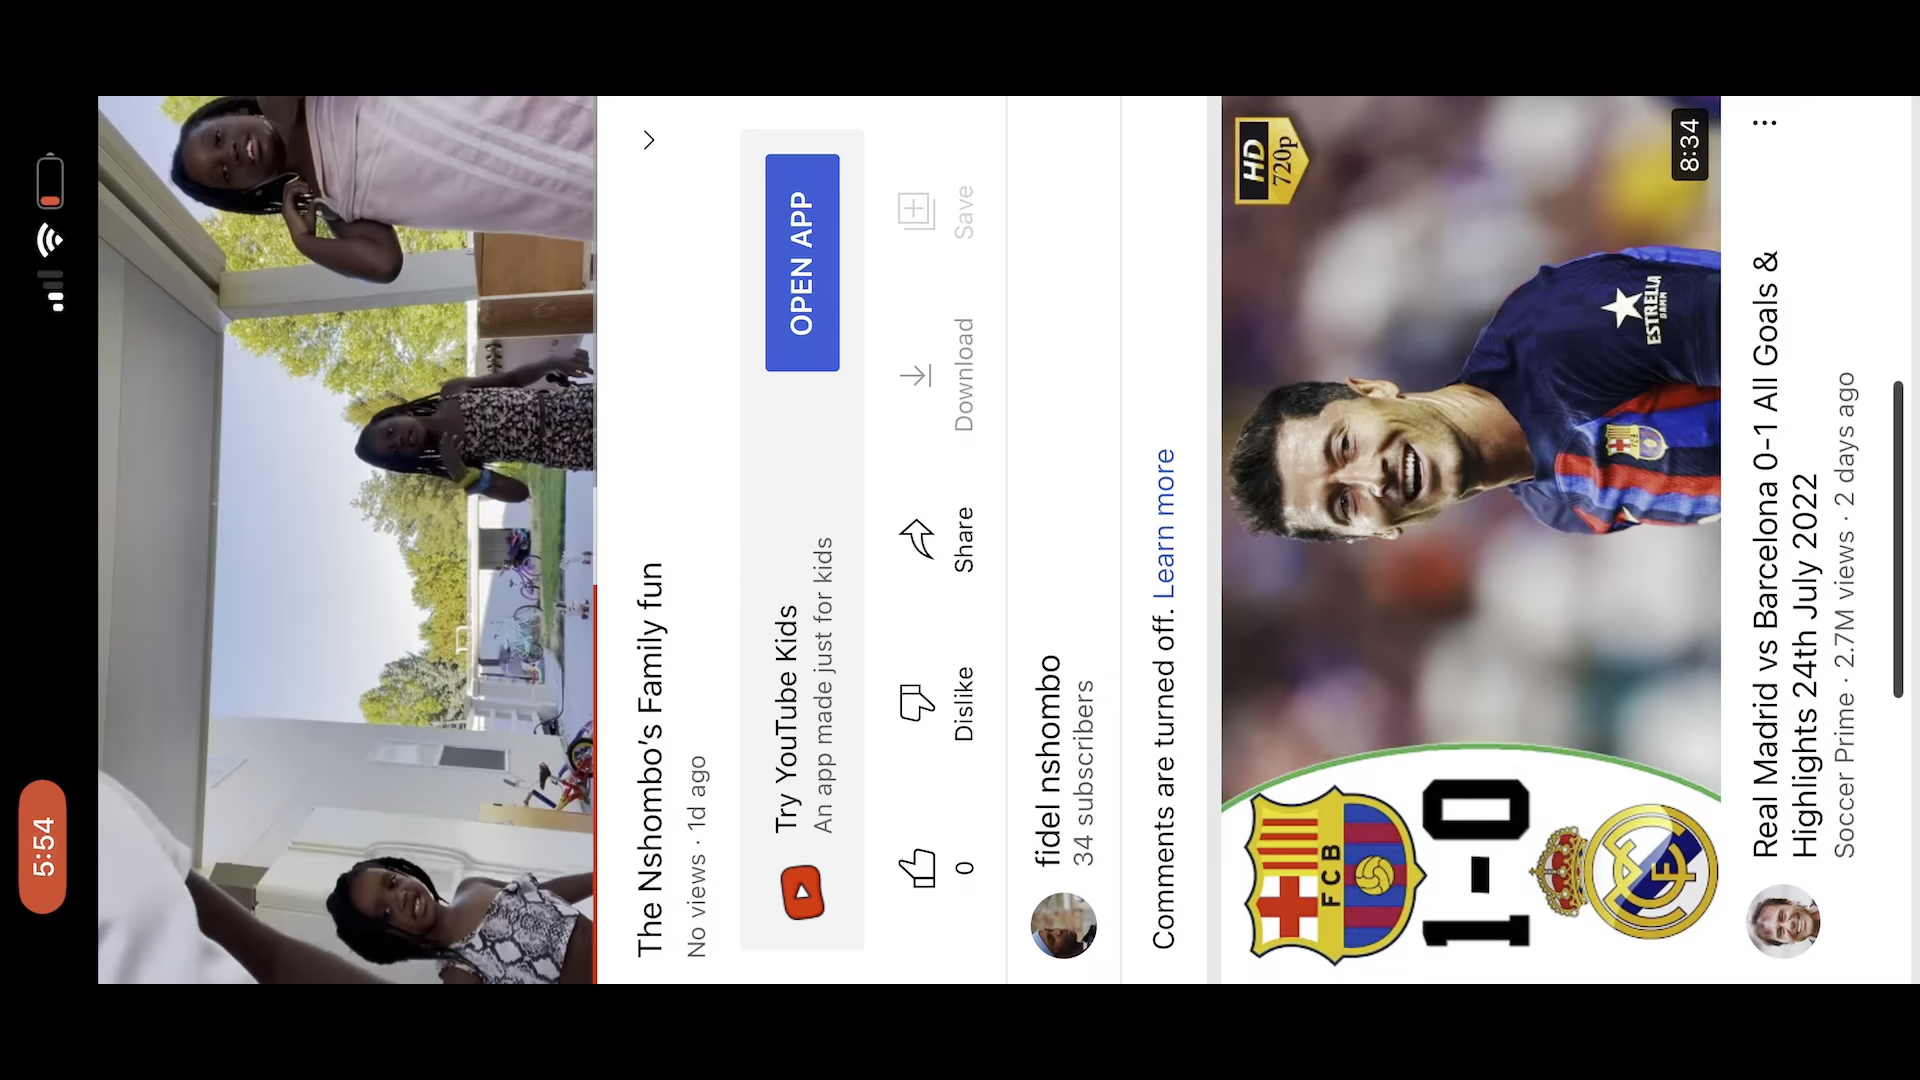 5:54
The Nshombo's Family fun
No views · 1d ago
Try YouTube Kids
An app made just for kids
OPEN APP
0
Dislike
Share
Download
Save
fidel nshombo
34 subscribers
Comments are turned off. Learn more
HD
720p
FCB
1-0
ESTRELLA
DAMM
8:34
Real Madrid vs Barcelona 0-1 All Goals &
Highlights 24th July 2022
Soccer Prime · 2.7M views · 2 days ago